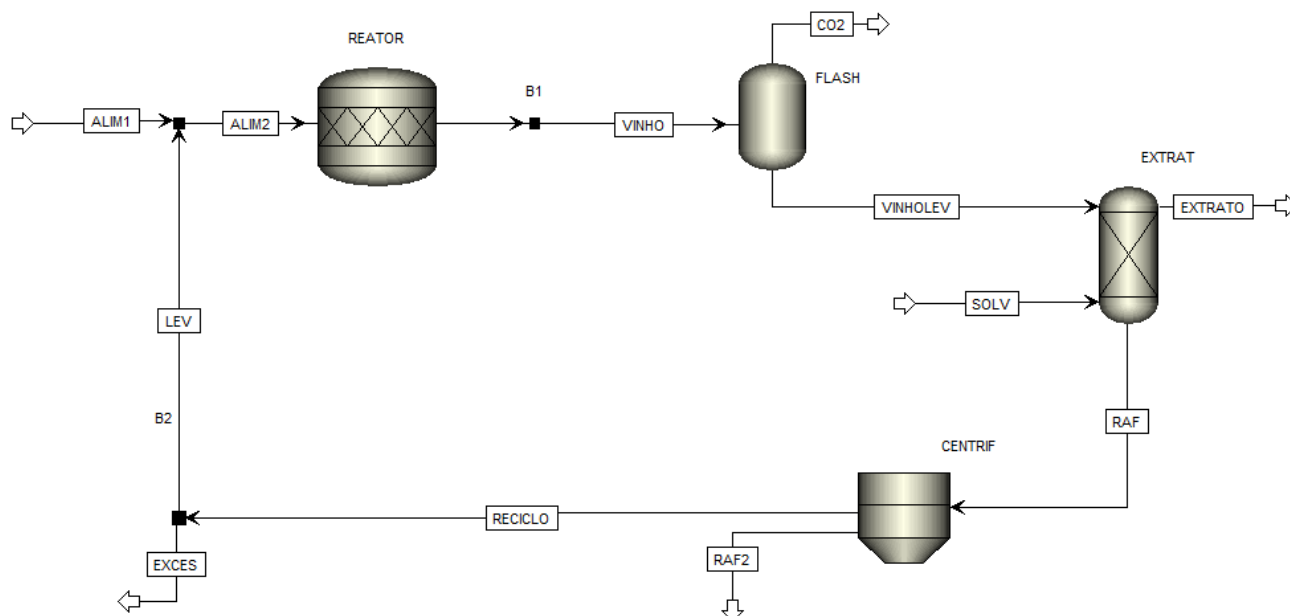 CO2
REATOR
FLASH
B1
ALIM1
ALIM2
VINHO
EXTRAT
VINHOLEV
EXTRATO
SOLV
LEV
B2
RAF
CENTRIF
RECICLO
RAF2
EXCES